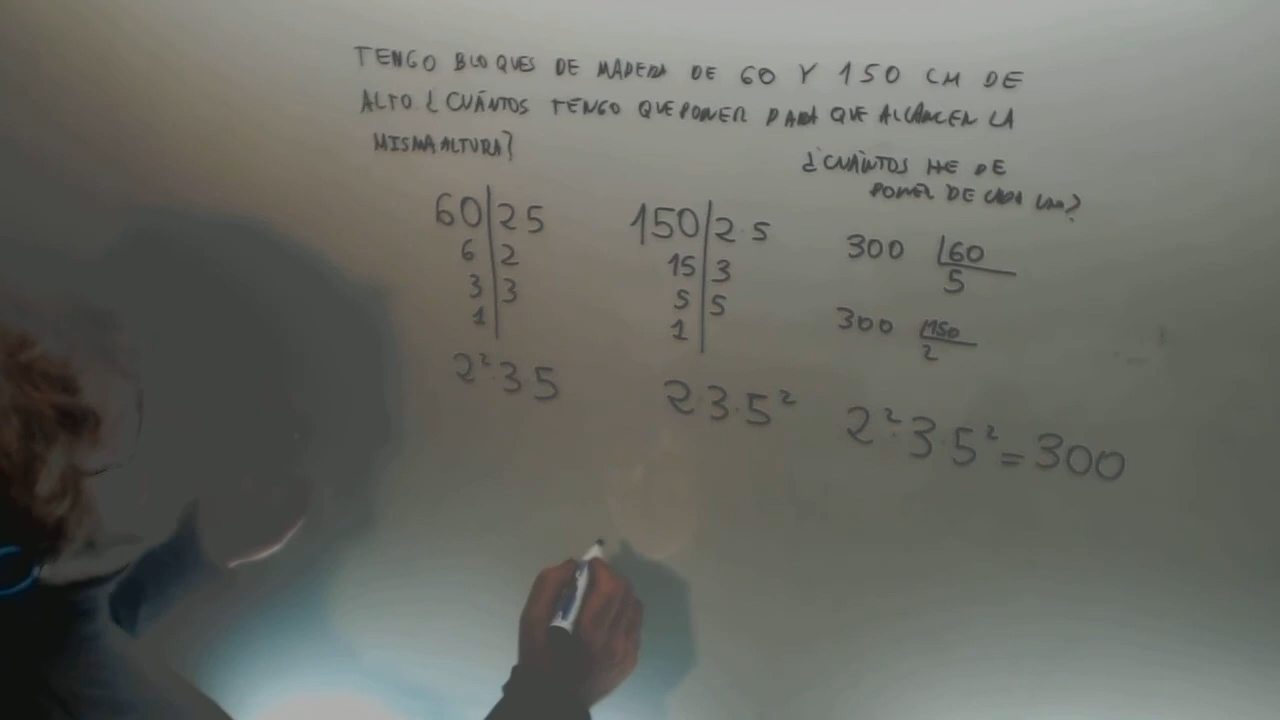 TENGO BLOQUES DE MADERA DE 60 Y 150 CM DE
ALTO ¿CUÁNTOS TENGO QUE PONER PARA QUE ALCANCEN LA
MISMA ALTURA?
¿CUÁNTOS HE DE
PONER DE CADA UNO?
60 | 2 5
6 | 2
3 | 3
1
2² · 3 5
150 | 2 · 5
15 | 3
5 | 5
1
2 · 3 · 5²
300 | 60
5
300 | 150
2
2² · 3 · 5² = 300